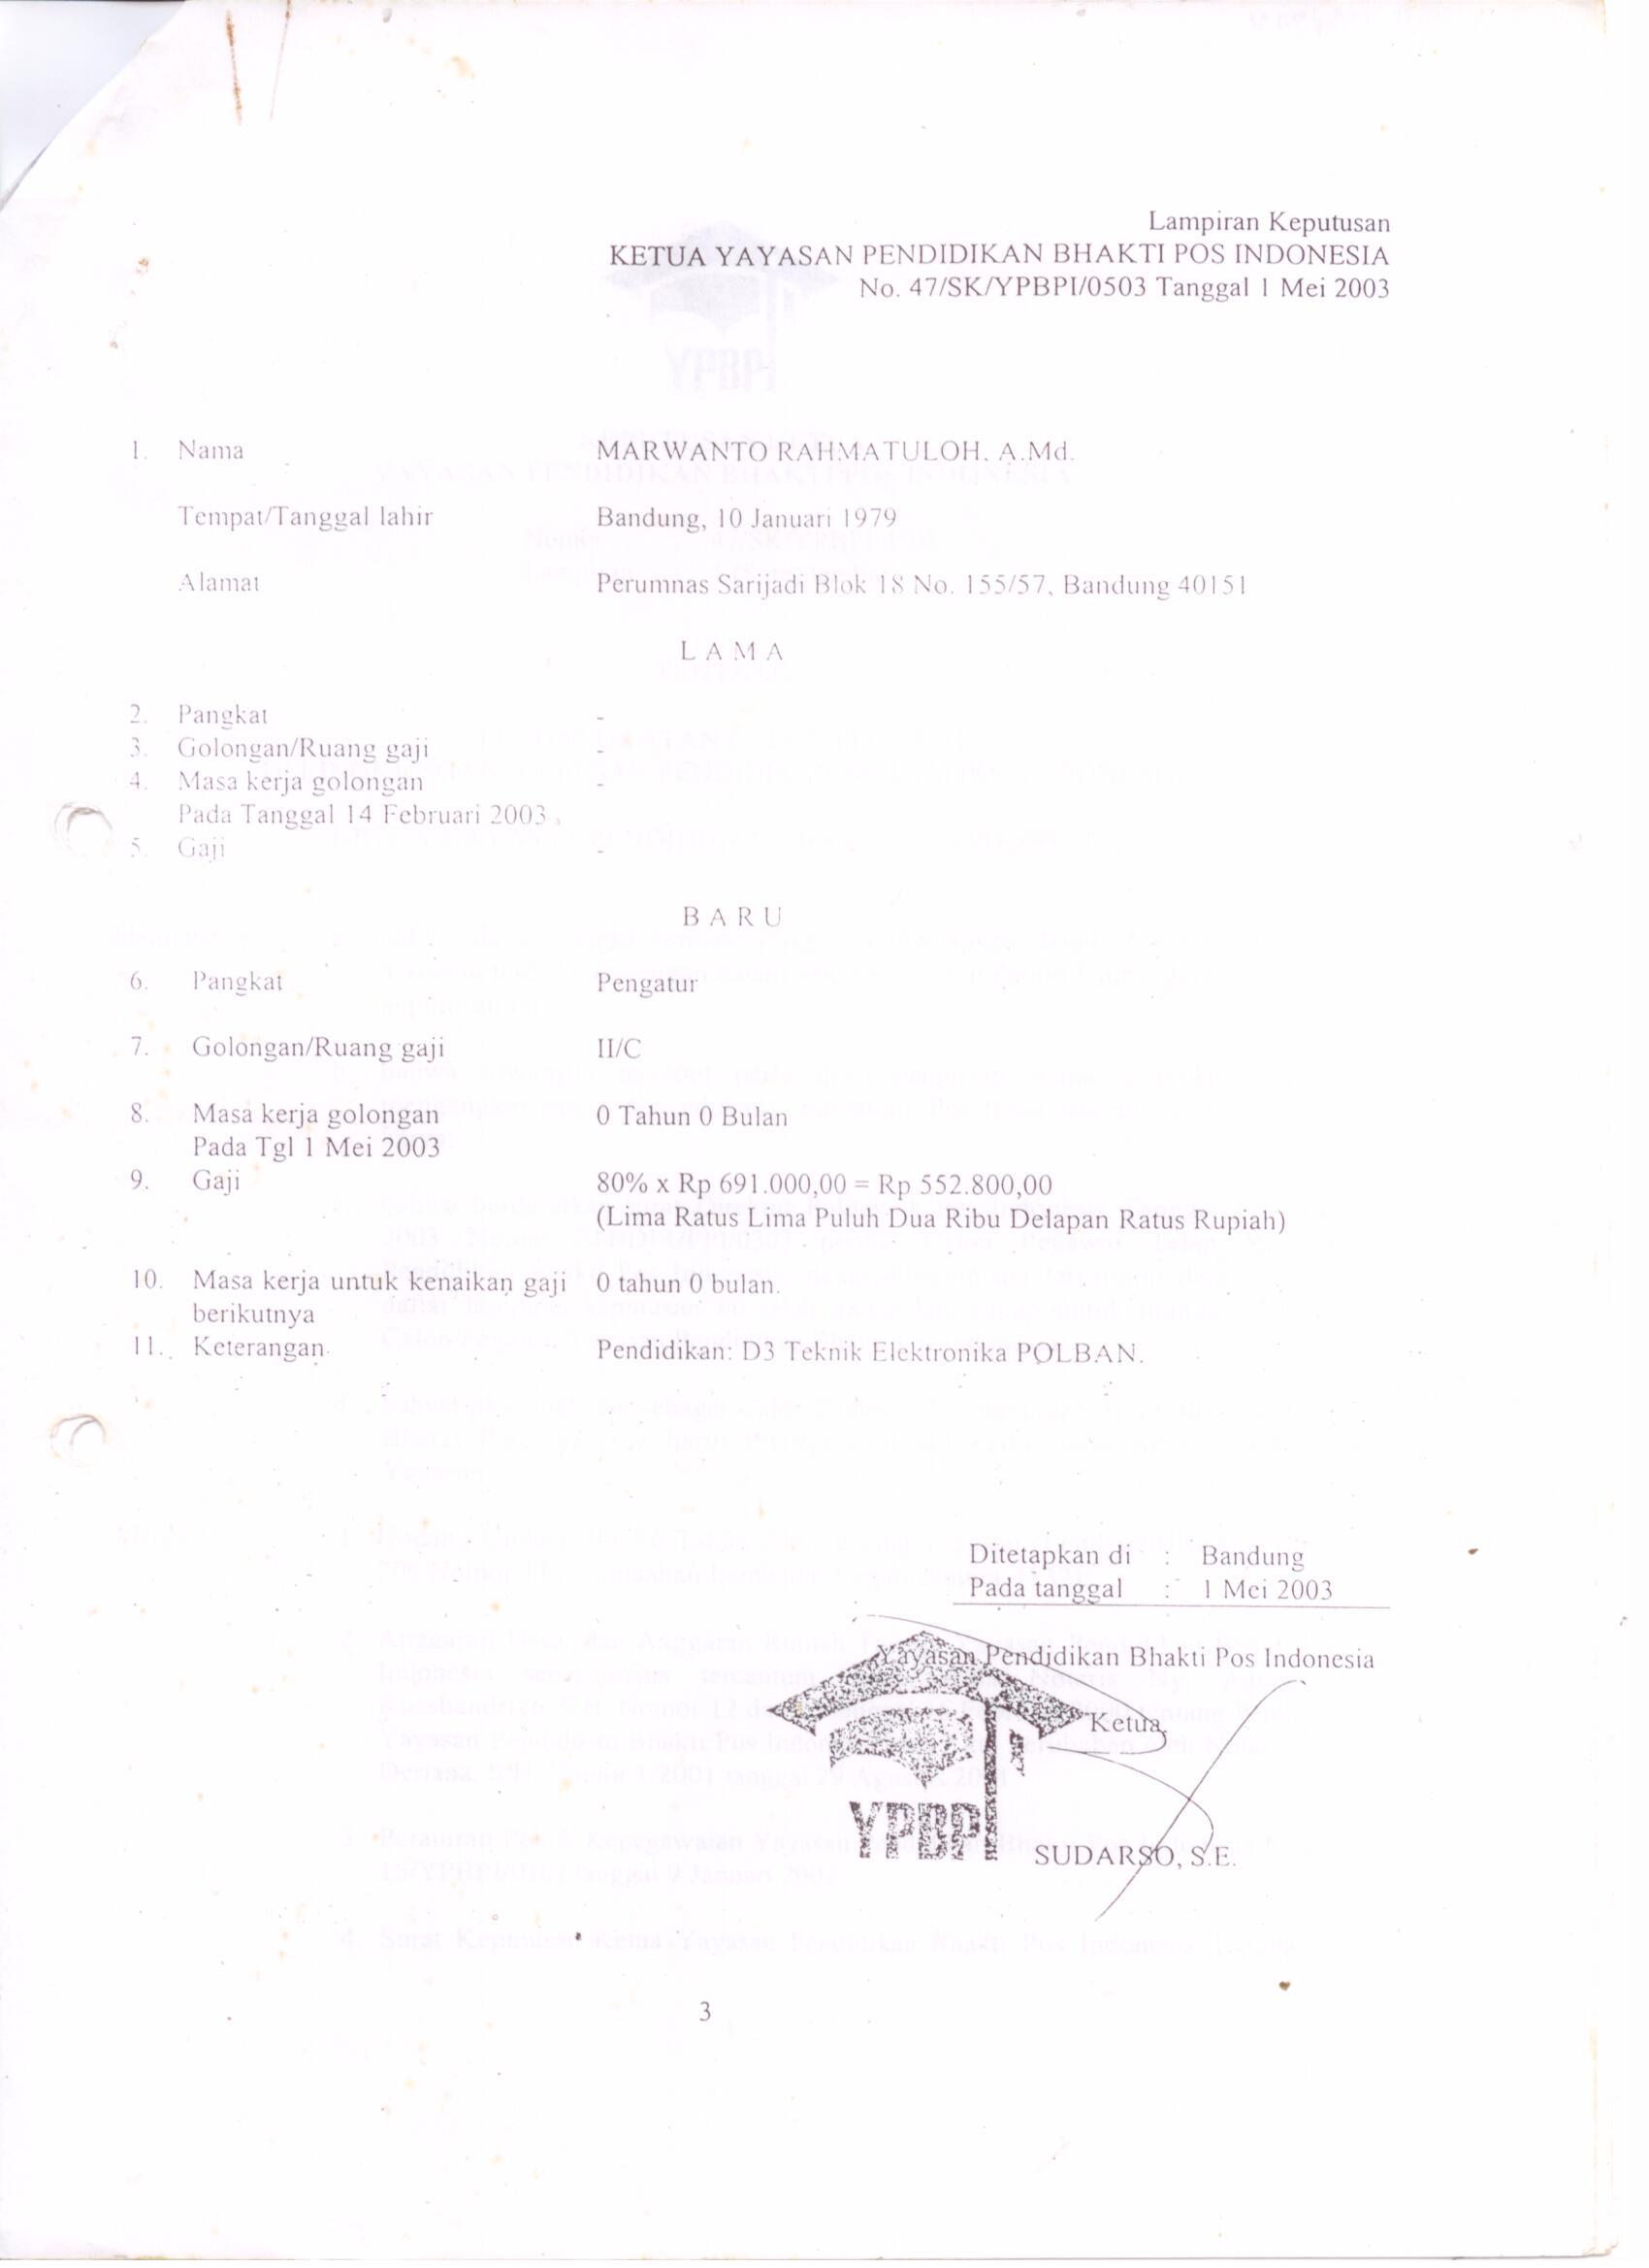 Lampiran Keputusan
KETUA YAYASAN PENDIDIKAN BHAKTI POS INDONESIA
No. 47/SK/YPBPI/0503 Tanggal 1 Mei 2003
1. Nama MARWANTO RAHMATULOH, A.Md.
Tempat/Tanggal lahir Bandung, 10 Januari 1979
Alamat Perumnas Sarijadi Blok 18 No. 155/57, Bandung 40151
L A M A
2. Pangkat -
3. Golongan/Ruang gaji -
4. Masa kerja golongan -
Pada Tanggal 14 Februari 2003
5. Gaji -
B A R U
6. Pangkat Pengatur
7. Golongan/Ruang gaji II/C
8. Masa kerja golongan 0 Tahun 0 Bulan
Pada Tgl 1 Mei 2003
9. Gaji 80% x Rp 691.000,00 = Rp 552.800,00
(Lima Ratus Lima Puluh Dua Ribu Delapan Ratus Rupiah)
10. Masa kerja untuk kenaikan gaji 0 tahun 0 bulan.
berikutnya
11. Keterangan Pendidikan: D3 Teknik Elektronika POLBAN.
Ditetapkan di : Bandung
Pada tanggal : 1 Mei 2003
Yayasan Pendidikan Bhakti Pos Indonesia
Ketua
YPBPI
SUDARSO, S.E.
3